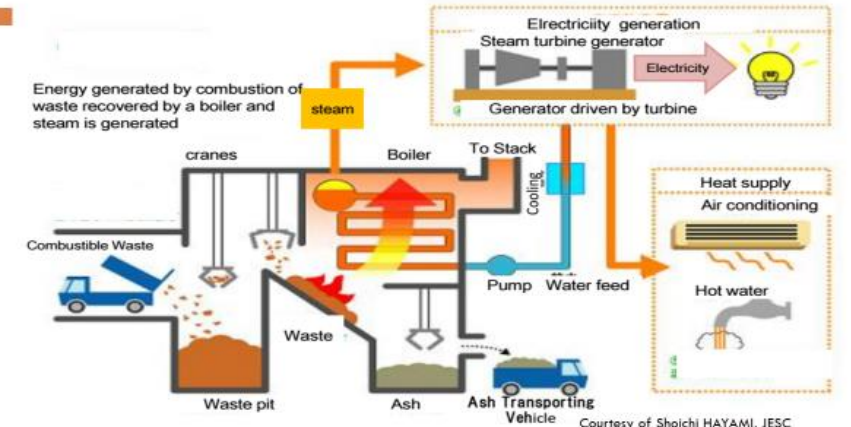 Elrectriciity generation
Steam turbine generator
Electricity
Generator driven by turbine
Energy generated by combustion of
waste recovered by a boiler and
steam is generated
steam
cranes
Boiler
To Stack
Cooling
Heat supply
Air conditioning
Combustible Waste
Pump
Water feed
Hot water
Waste
Waste pit
Ash
Ash Transporting
Vehicle
Courtesy of Shoichi HAYAMI, JESC